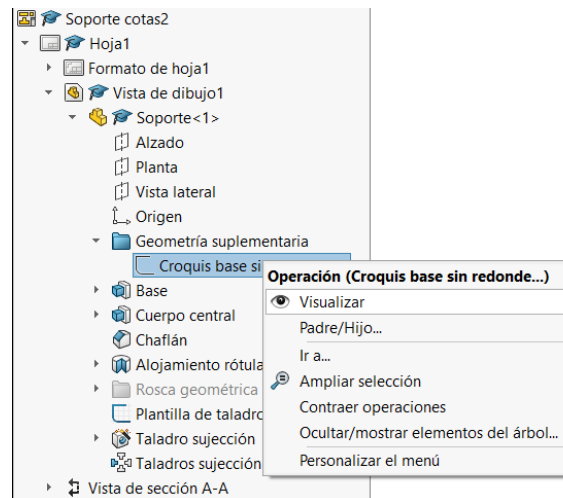 Soporte cotas2
Hoja1
Formato de hoja1
Vista de dibujo1
Soporte<1>
Alzado
Planta
Vista lateral
Origen
Geometría suplementaria
Croquis base si
Operación (Croquis base sin redonde...)
Base
Visualizar
Cuerpo central
Padre/Hijo...
Chaflán
Ir a...
Alojamiento rótula
Ampliar selección
Rosca geométrica
Contraer operaciones
Plantilla de taladro
Ocultar/mostrar elementos del árbol...
Taladro sujección
Taladros sujección
Personalizar el menú
Vista de sección A-A